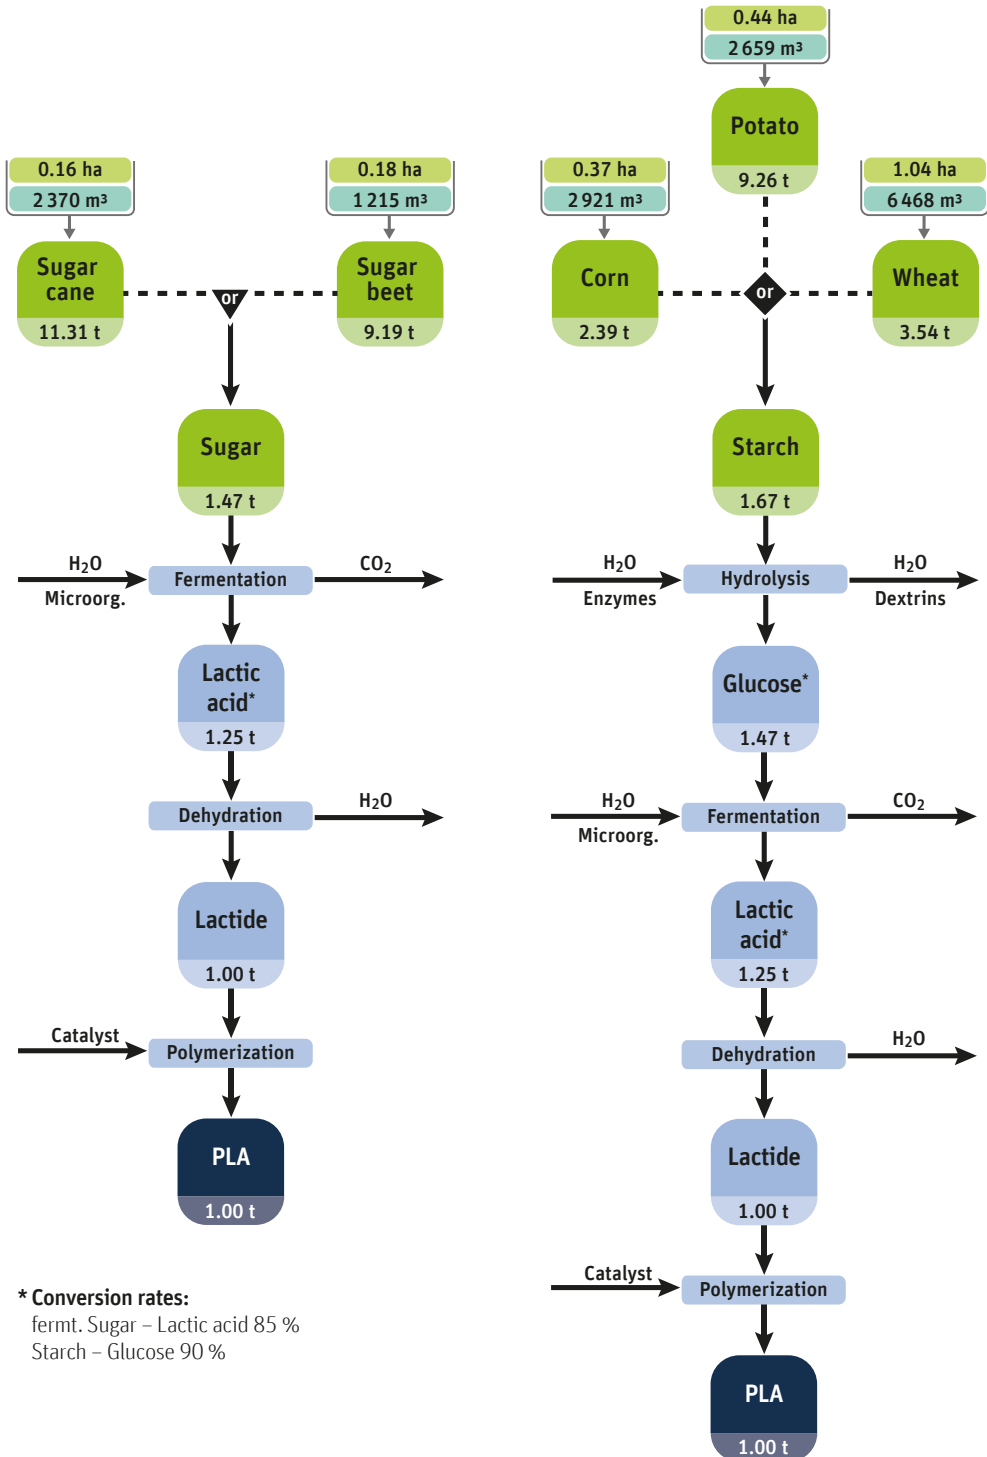 0.16 ha
2 370 m³
Sugar
cane
11.31 t
0.18 ha
1 215 m³
Sugar
beet
9.19 t
or
Sugar
1.47 t
H₂O
Microorg.
Fermentation
CO₂
Lactic
acid*
1.25 t
Dehydration
H₂O
Lactide
1.00 t
Catalyst
Polymerization
PLA
1.00 t
* Conversion rates:
fermt. Sugar – Lactic acid 85 %
Starch – Glucose 90 %
0.44 ha
2 659 m³
Potato
9.26 t
0.37 ha
2 921 m³
Corn
2.39 t
or
1.04 ha
6 468 m³
Wheat
3.54 t
Starch
1.67 t
H₂O
Enzymes
Hydrolysis
H₂O
Dextrins
Glucose*
1.47 t
H₂O
Microorg.
Fermentation
CO₂
Lactic
acid*
1.25 t
Dehydration
H₂O
Lactide
1.00 t
Catalyst
Polymerization
PLA
1.00 t